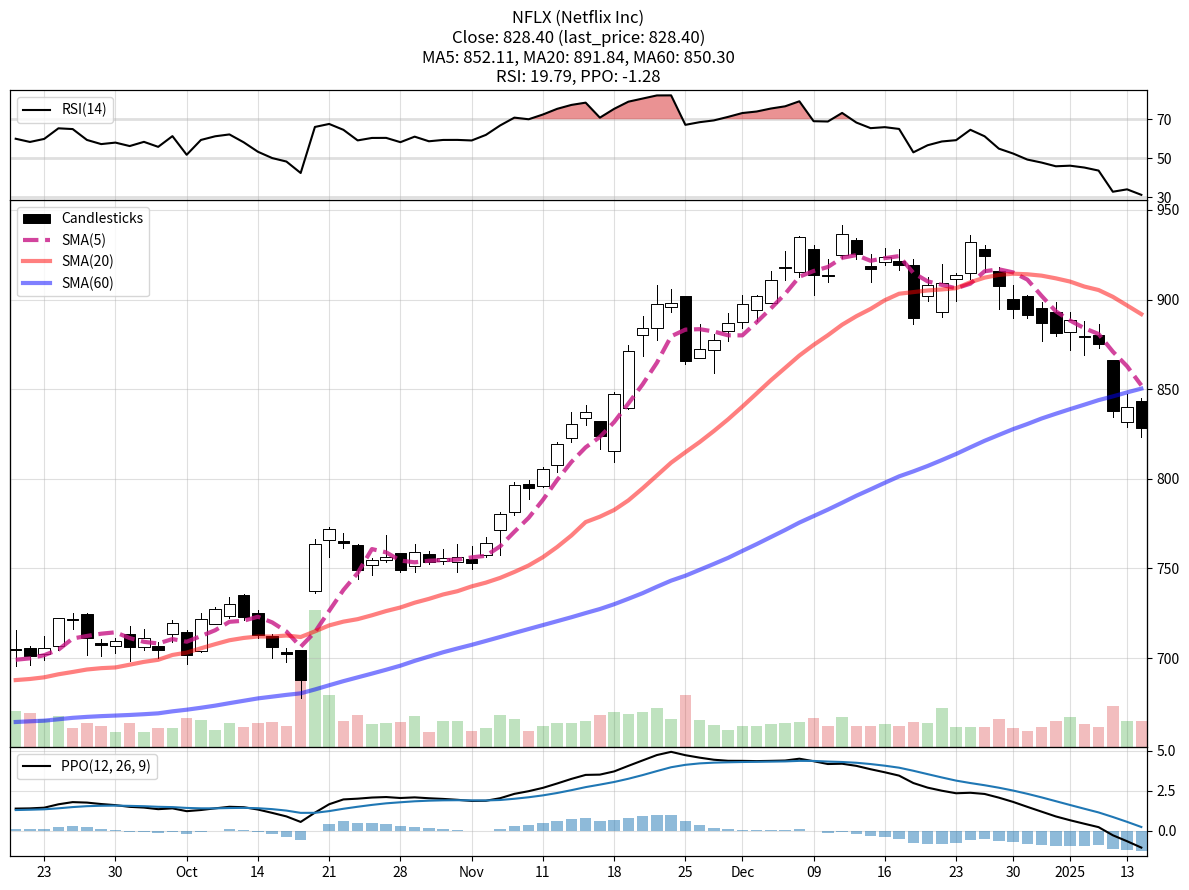 NFLX (Netflix Inc)
Close: 828.40 (last_price: 828.40)
MA5: 852.11, MA20: 891.84, MA60: 850.30
RSI: 19.79, PPO: -1.28
RSI(14)
70
50
30
Candlesticks
SMA(5)
SMA(20)
SMA(60)
950
900
850
800
750
700
PPO(12, 26, 9)
5.0
2.5
0.0
23 30 Oct 14 21 28 Nov 11 18 25 Dec 09 16 23 30 2025 13